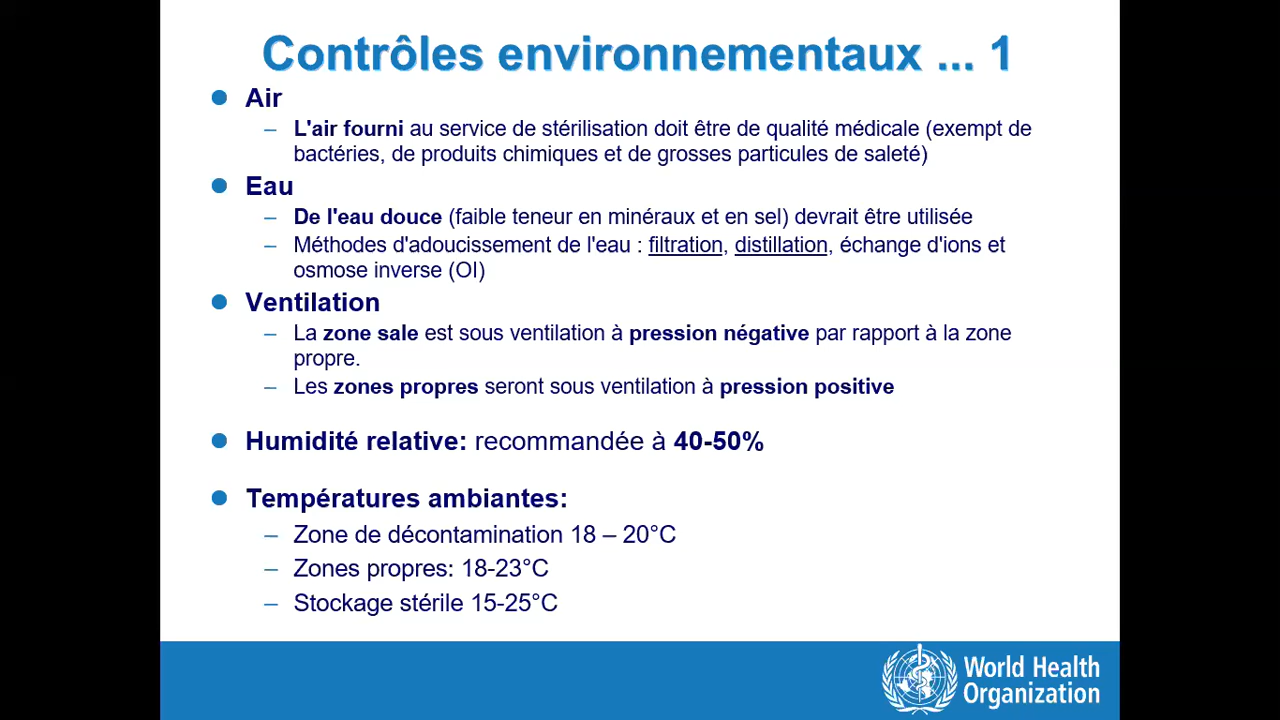 Contrôles environnementaux ... 1
Air
– L'air fourni au service de stérilisation doit être de qualité médicale (exempt de
bactéries, de produits chimiques et de grosses particules de saleté)
Eau
– De l'eau douce (faible teneur en minéraux et en sel) devrait être utilisée
– Méthodes d'adoucissement de l'eau : filtration, distillation, échange d'ions et
osmose inverse (OI)
Ventilation
– La zone sale est sous ventilation à pression négative par rapport à la zone
propre.
– Les zones propres seront sous ventilation à pression positive
Humidité relative: recommandée à 40-50%
Températures ambiantes:
– Zone de décontamination 18 – 20°C
– Zones propres: 18-23°C
– Stockage stérile 15-25°C
World Health
Organization